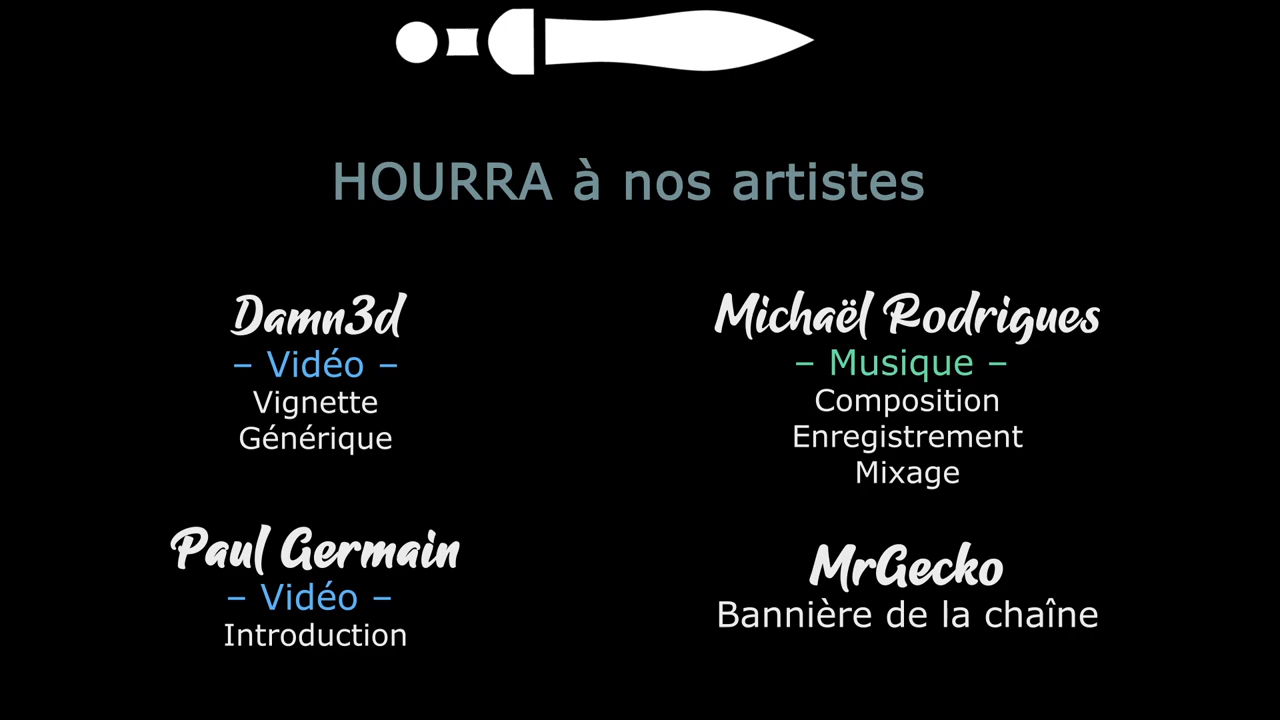 HOURRA à nos artistes
Damn3d
– Vidéo –
Vignette
Générique
Michaël Rodrigues
– Musique –
Composition
Enregistrement
Mixage
Paul Germain
– Vidéo –
Introduction
MrGecko
Bannière de la chaîne